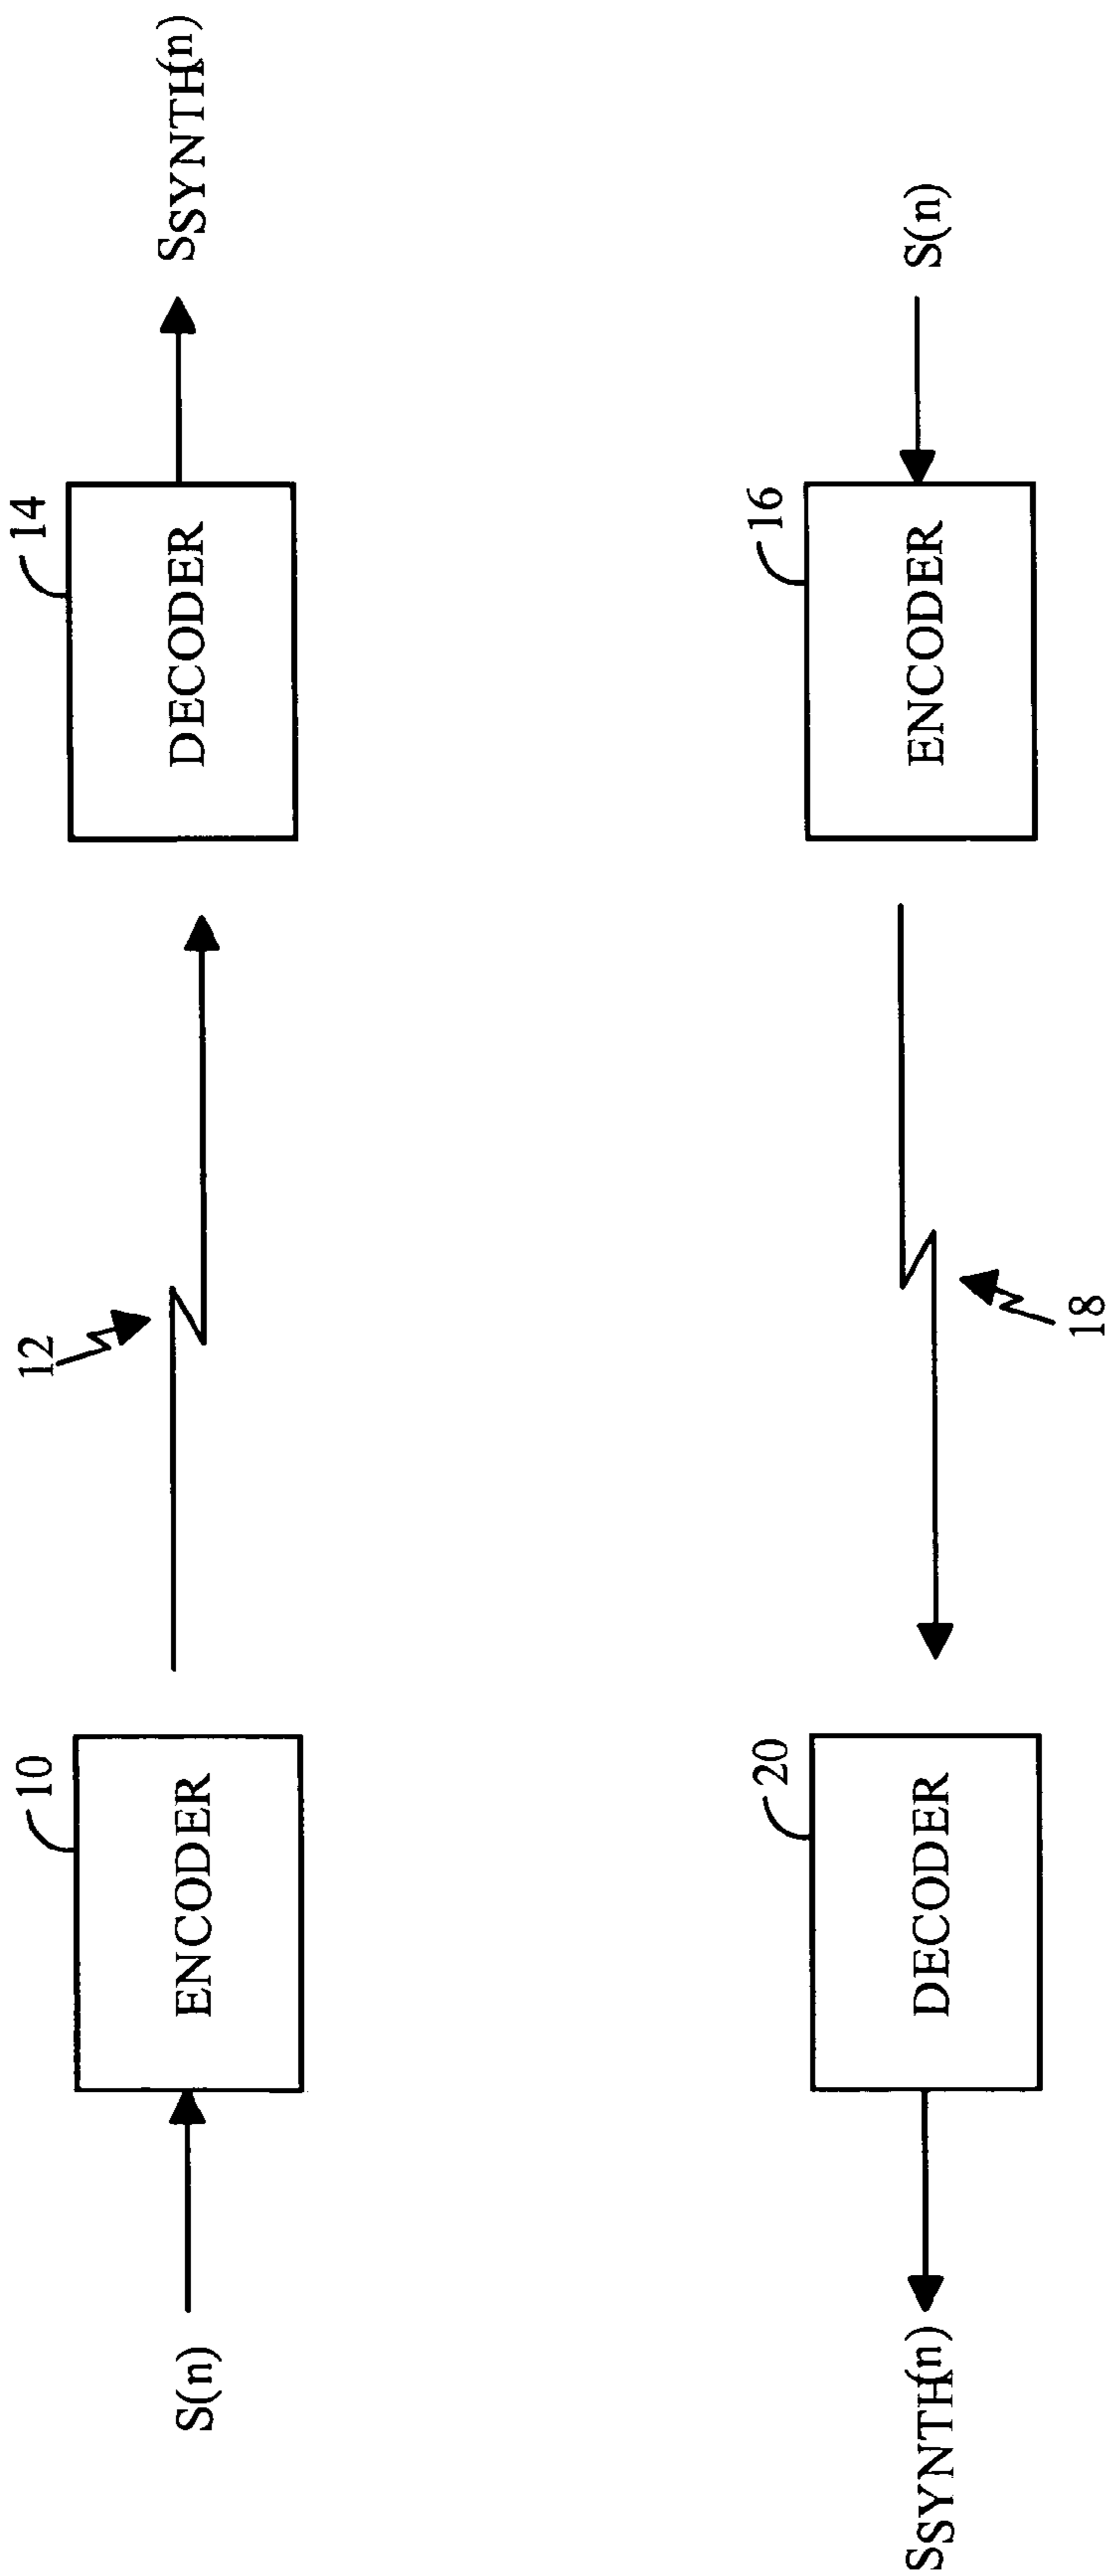 S(n)
10
ENCODER
12
14
DECODER
SSYNTH(n)
SSYNTH(n)
20
DECODER
18
16
ENCODER
S(n)